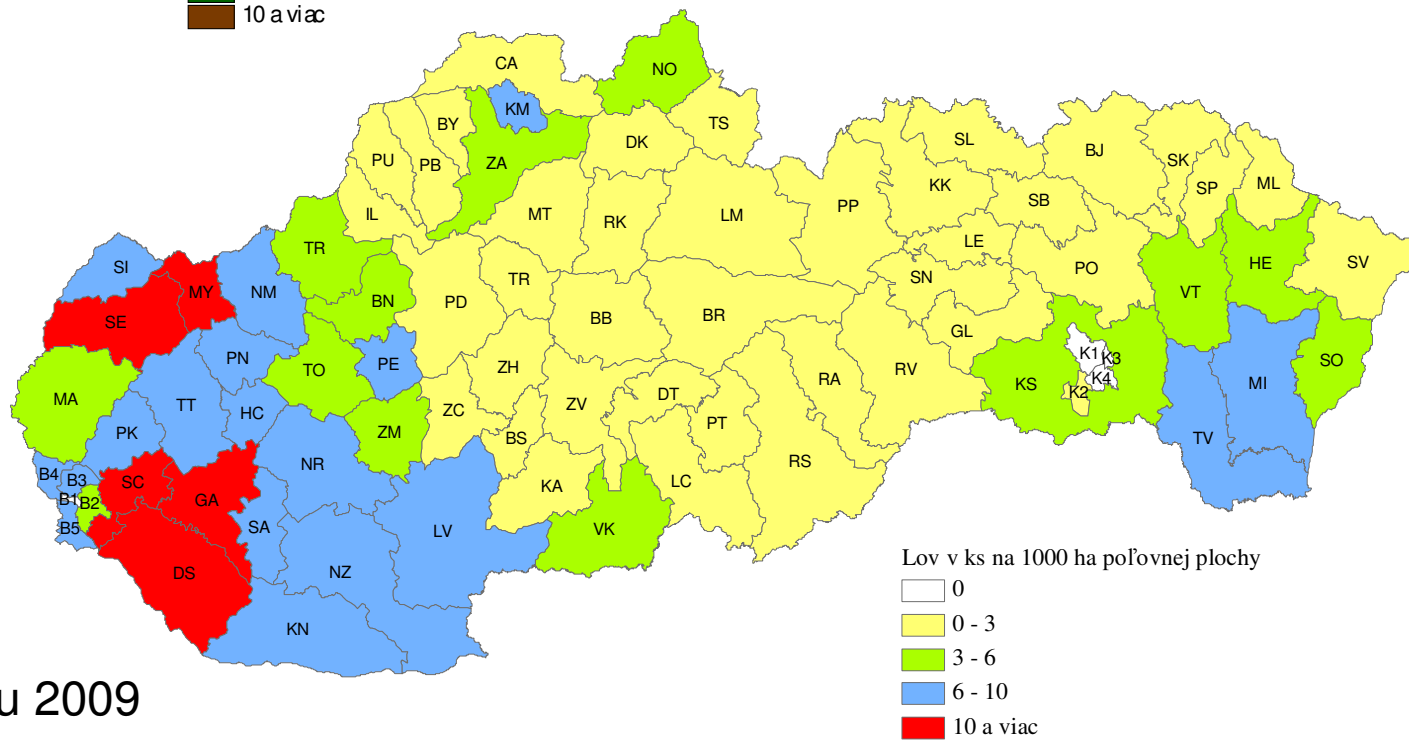 10 a viac
CA
NO
KM
BY
TS
DK
SL
BJ
PU
PB
ZA
SK
SP
ML
KK
SB
IL
MT
RK
LM
PP
TR
LE
SI
MY
NM
SN
PO
HE
SV
TR
BN
PD
VT
SE
BB
BR
GL
PN
PE
ZH
K1
K3
K4
K2
TO
RA
RV
KS
MI
SO
MA
TT
HC
ZC
ZV
DT
PK
ZM
BS
PT
TV
B4
B3
NR
RS
SC
KA
LC
B1
B2
GA
B5
SA
LV
VK
DS
NZ
KN
Lov v ks na 1000 ha poľovnej plochy
0
0 - 3
3 - 6
6 - 10
10 a viac
u 2009